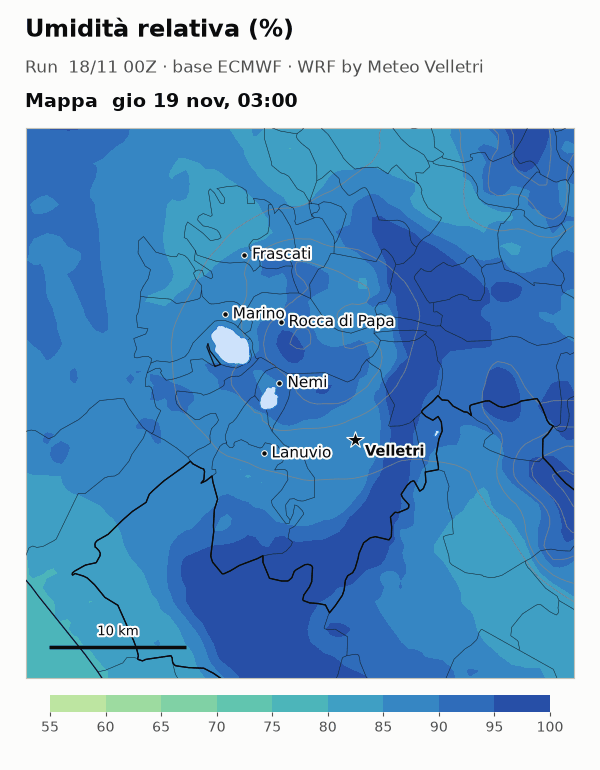 Umidità relativa (%)
Run  18/11 00Z · base ECMWF · WRF by Meteo Velletri
Mappa  gio 19 nov, 03:00
Frascati
Marino
Rocca di Papa
Nemi
Velletri
Lanuvio
10 km
55 60 65 70 75 80 85 90 95 100